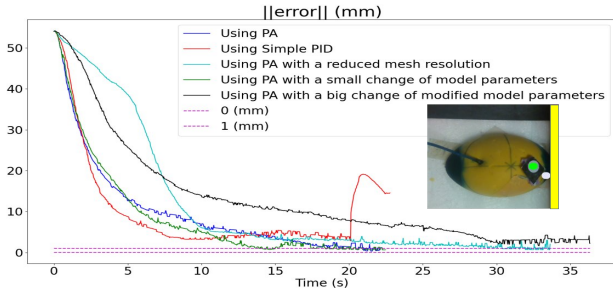 ||error|| (mm)
Using PA
Using Simple PID
Using PA with a reduced mesh resolution
Using PA with a small change of model parameters
Using PA with a big change of modified model parameters
0 (mm)
1 (mm)
50
40
30
20
10
0
0 5 10 15 20 25 30 35
Time (s)